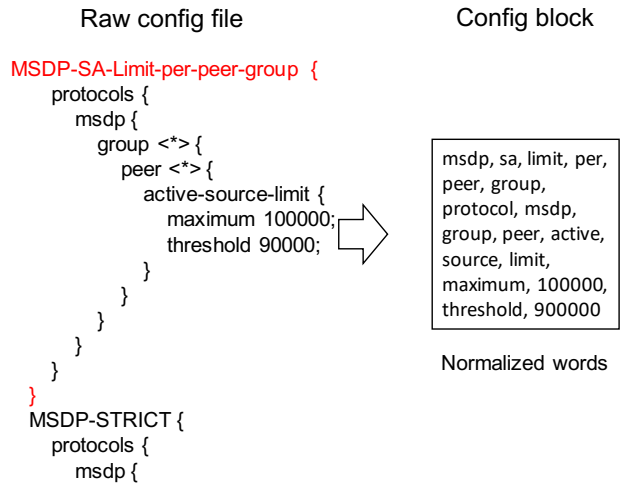 Raw config file
MSDP-SA-Limit-per-peer-group {
protocols {
msdp {
group <*> {
peer <*> {
active-source-limit {
maximum 100000;
threshold 90000;
}
}
}
}
}
}
MSDP-STRICT {
protocols {
msdp {
Config block
msdp, sa, limit, per,
peer, group,
protocol, msdp,
group, peer, active,
source, limit,
maximum, 100000,
threshold, 900000
Normalized words